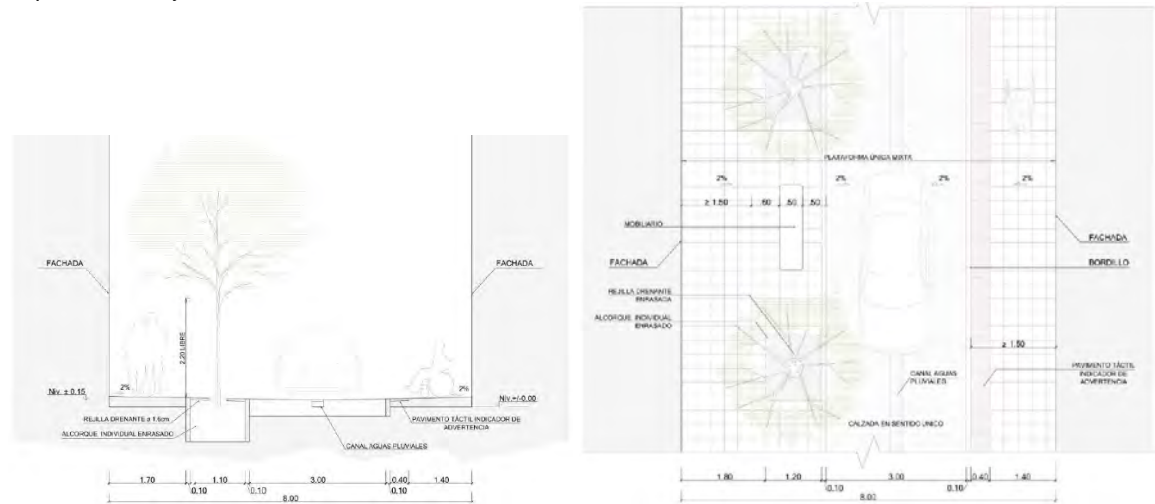 FACHADA
FACHADA
2.20 LIBRE
2%
2%
Niv. ± 0.15
Niv.+/-0.00
REJILLA DRENANTE ø 1.6cm
ALCORQUE INDIVIDUAL ENRASADO
PAVIMENTO TÁCTIL INDICADOR DE
ADVERTENCIA
CANAL AGUAS PLUVIALES
1.70
1.10
3.00
0.40
1.40
0.10
0.10
0.10
8.00
PLATAFORMA ÚNICA MIXTA
2%
2%
2%
2%
≥ 1.50
.60
.50
.50
MOBILIARIO
FACHADA
FACHADA
BORDILLO
REJILLA DRENANTE
ENRASADA
ALCORQUE INDIVIDUAL
ENRASADO
≥ 1.50
CANAL AGUAS
PLUVIALES
PAVIMENTO TÁCTIL
INDICADOR DE
ADVERTENCIA
CALZADA EN SENTIDO UNICO
1.80
1.20
3.00
0.40
1.40
0.10
0.10
8.00